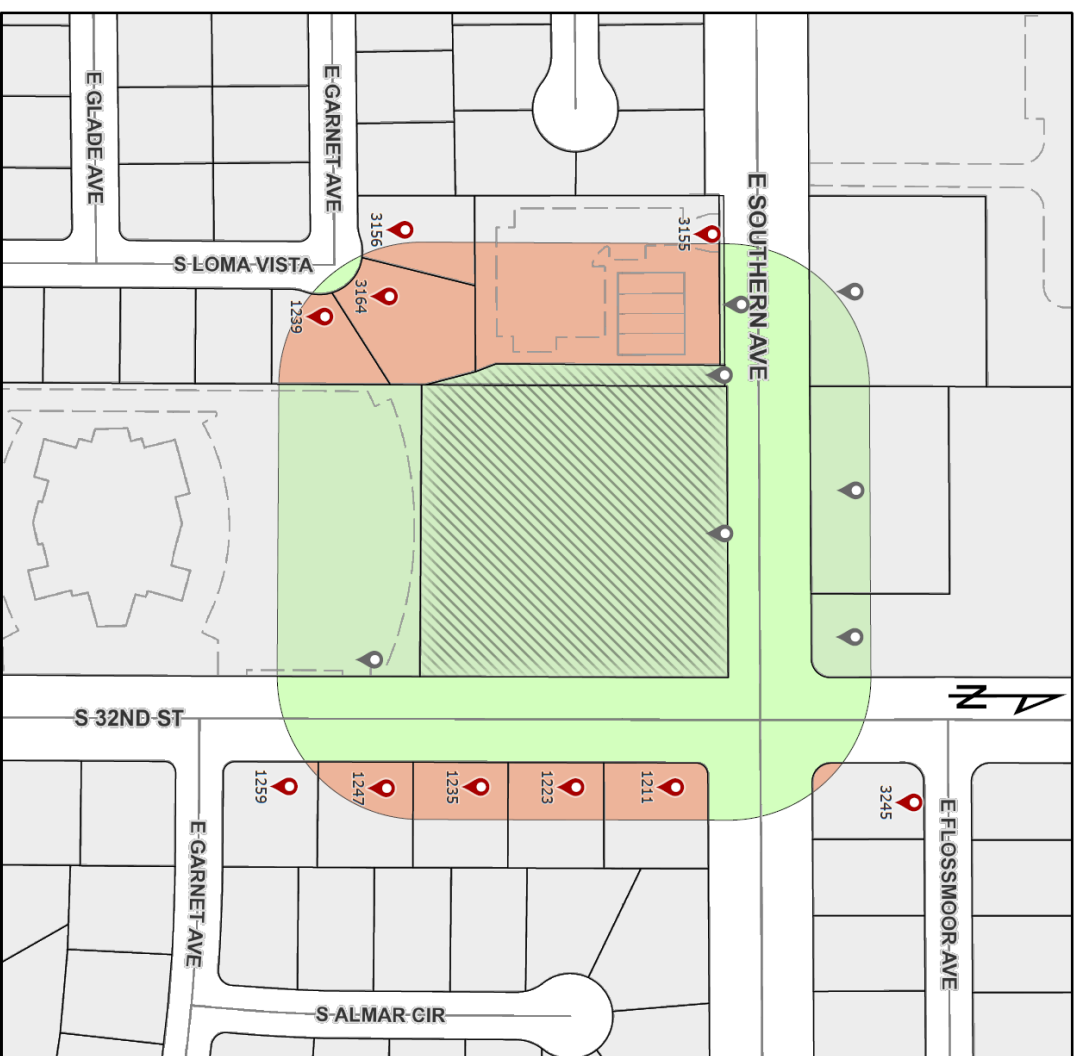 E GLADE AVE
E GARNET AVE
3156
3155
E SOUTHERN AVE
S LOMA VISTA
3164
1239
N
S 32ND ST
1259
1247
1235
1223
1211
3245
E GARNET AVE
E FLOSSMOOR AVE
S ALMAR CIR